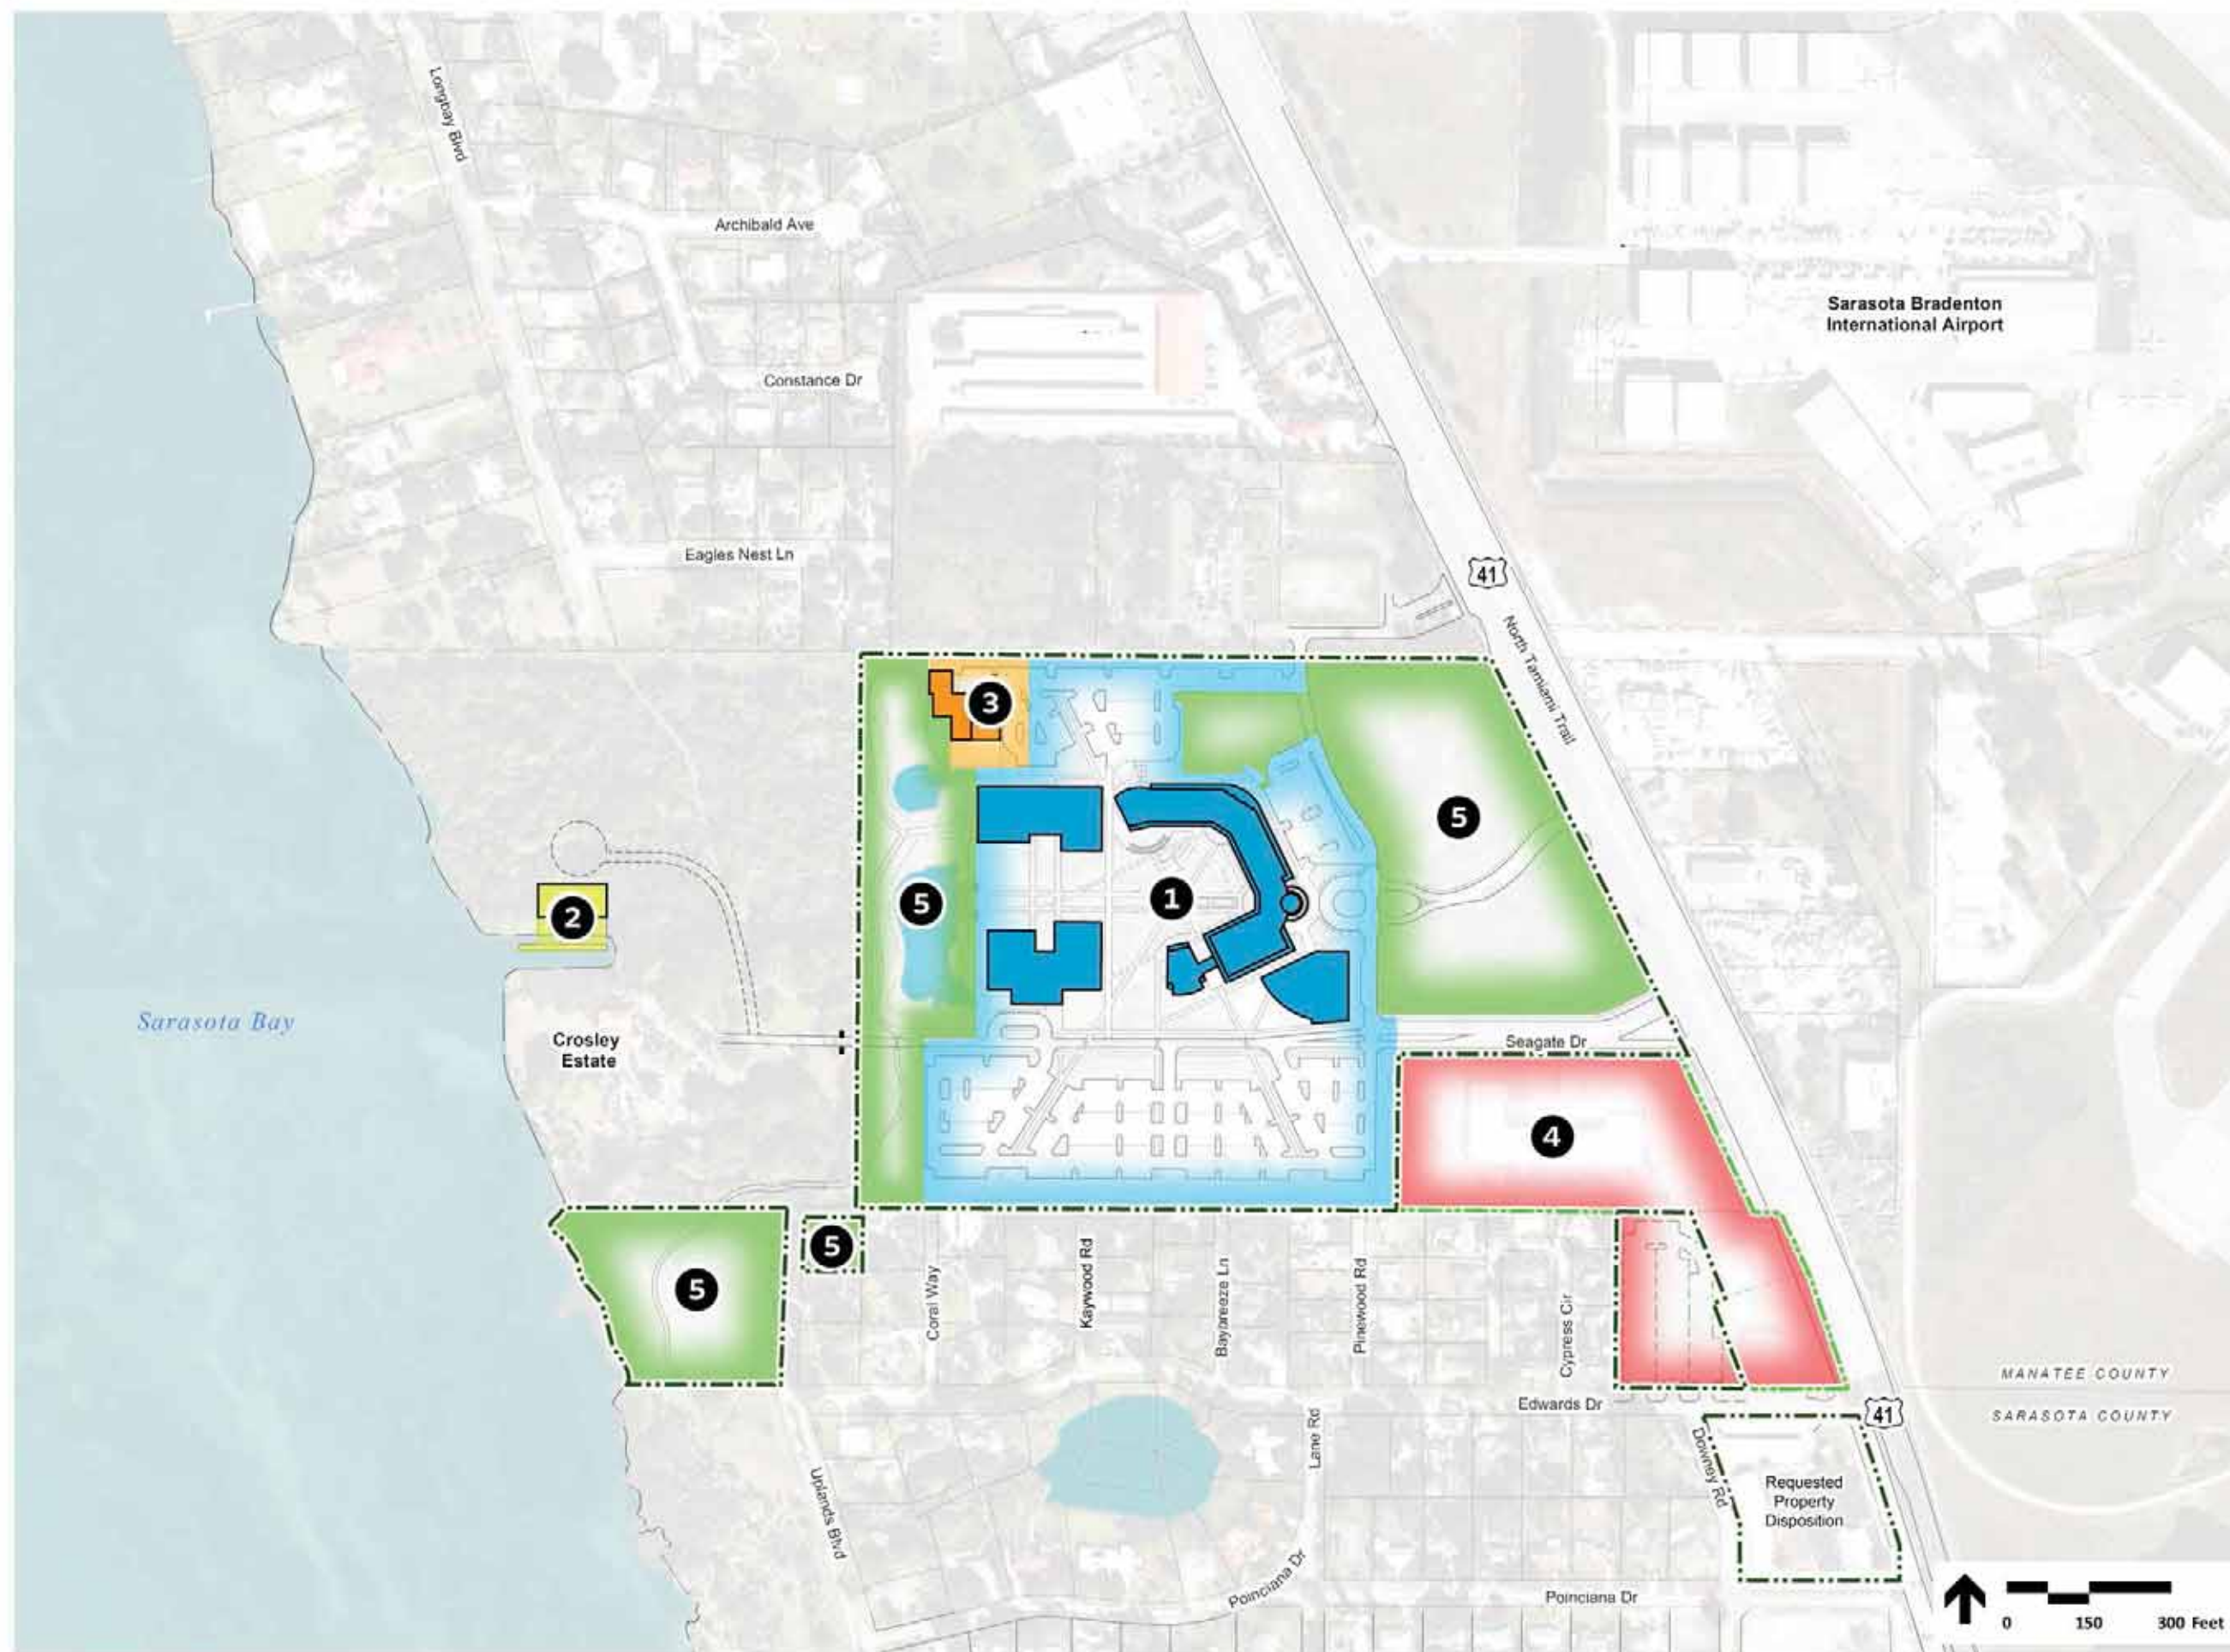 Longbay Blvd
Archibald Ave
Sarasota Bradenton
International Airport
Constance Dr
Eagles Nest Ln
41
North Tamiami Trail
3
5
5
1
2
Sarasota Bay
Crosley
Estate
Seagate Dr
4
5
5
Coral Way
Kaywood Rd
Baybreeze Ln
Pinewood Rd
Cypress Cir
MANATEE COUNTY
Edwards Dr
41
SARASOTA COUNTY
Lane Rd
Downey Rd
Uplands Blvd
Requested
Property
Disposition
Poinciana Dr
Poinciana Dr
0 150 300 Feet